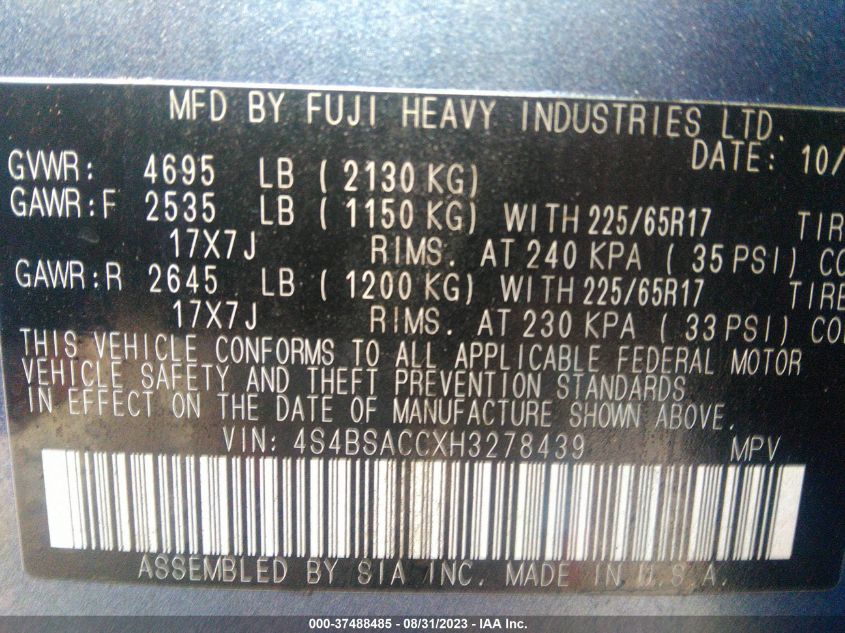 MFD BY FUJI HEAVY INDUSTRIES LTD.
DATE: 10/
GVWR: 4695 LB ( 2130 KG)
GAWR:F 2535 LB ( 1150 KG) WITH 225/65R17 TIR
17X7J RIMS. AT 240 KPA ( 35 PSI) CO
GAWR:R 2645 LB ( 1200 KG) WITH 225/65R17 TIRE
17X7J RIMS. AT 230 KPA ( 33 PSI) CO
THIS VEHICLE CONFORMS TO ALL APPLICABLE FEDERAL MOTOR
VEHICLE SAFETY AND THEFT PREVENTION STANDARDS
IN EFFECT ON THE DATE OF MANUFACTURE SHOWN ABOVE.
VIN: 4S4BSACCXH3278439 MPV
ASSEMBLED BY SIA INC. MADE IN U.S.A.
000-37488485 - 08/31/2023 - IAA Inc.